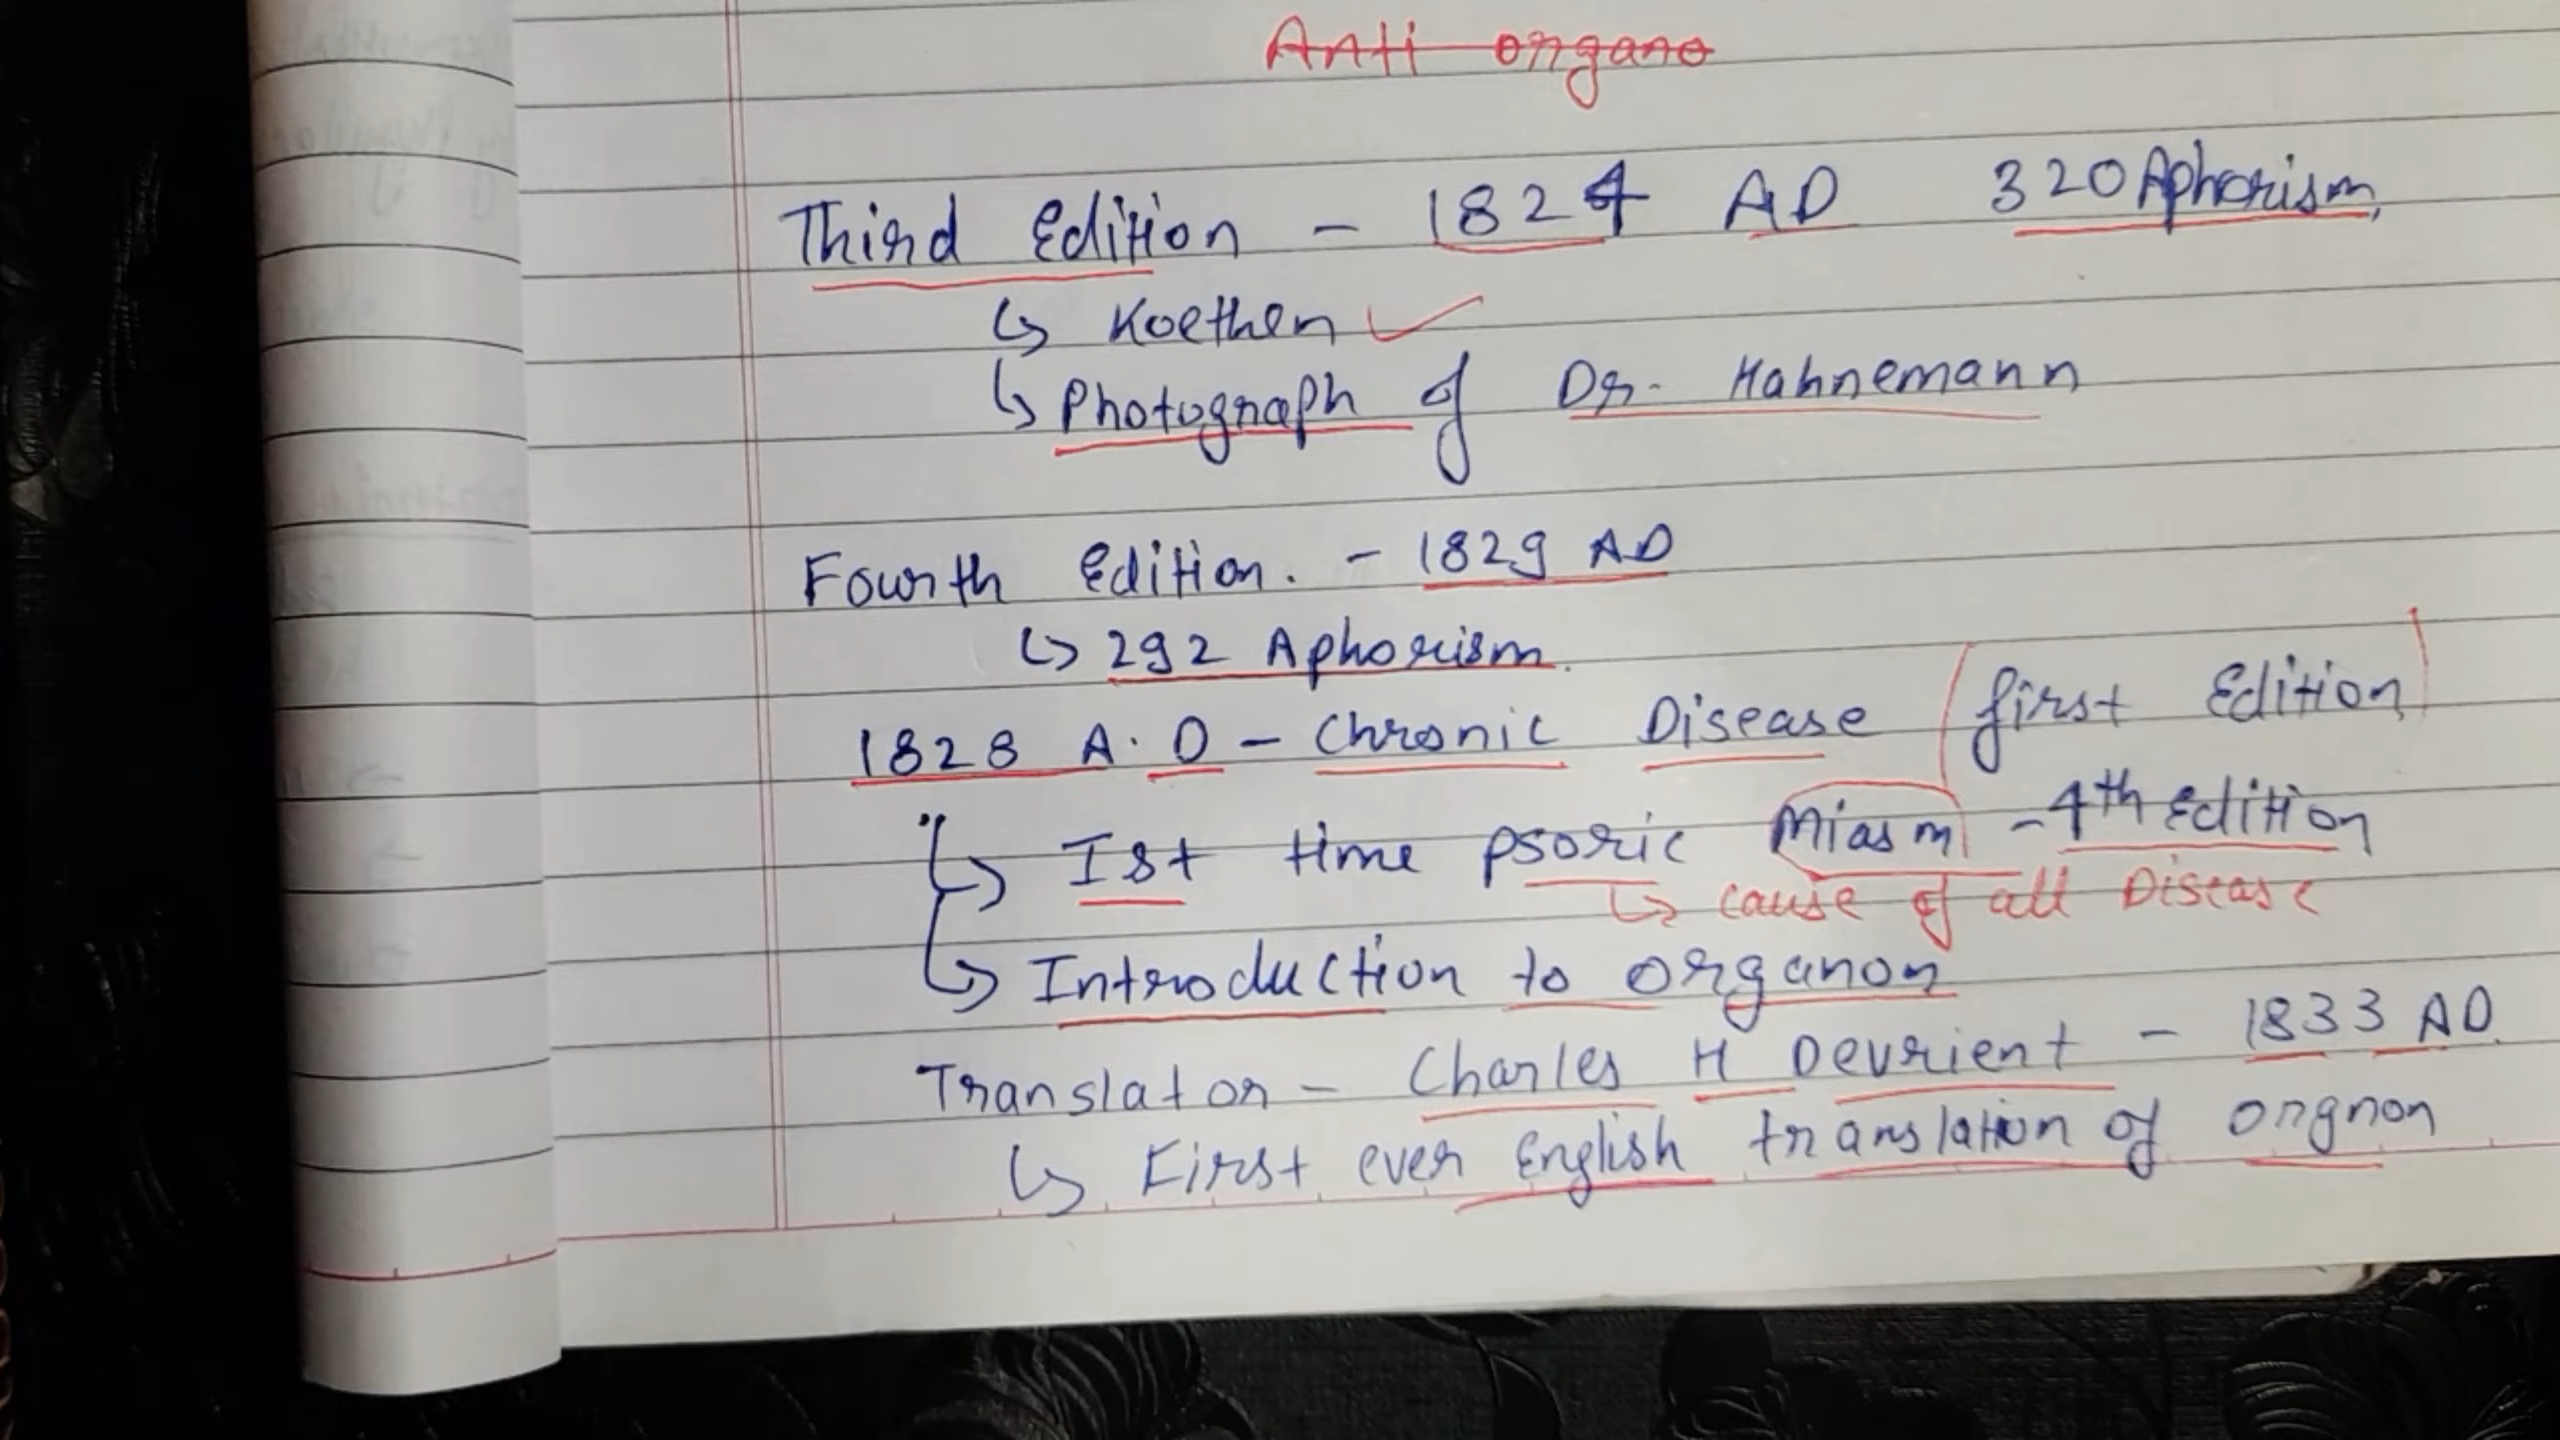 Anti organo
Third Edition - 1824 AD 320 Aphorism,
↳ Koethen ✓
↳ Photograph of Dr. Hahnemann
Fourth Edition. - 1829 AD
↳ 292 Aphorism.
1828 A.D - Chronic Disease (first Edition)
↳ Ist time psoric Miasm - 4th Edition
↳ cause of all Disease
↳ Introduction to organon
Translator - Charles H Devrient - 1833 AD.
↳ First ever English translation of orgnon